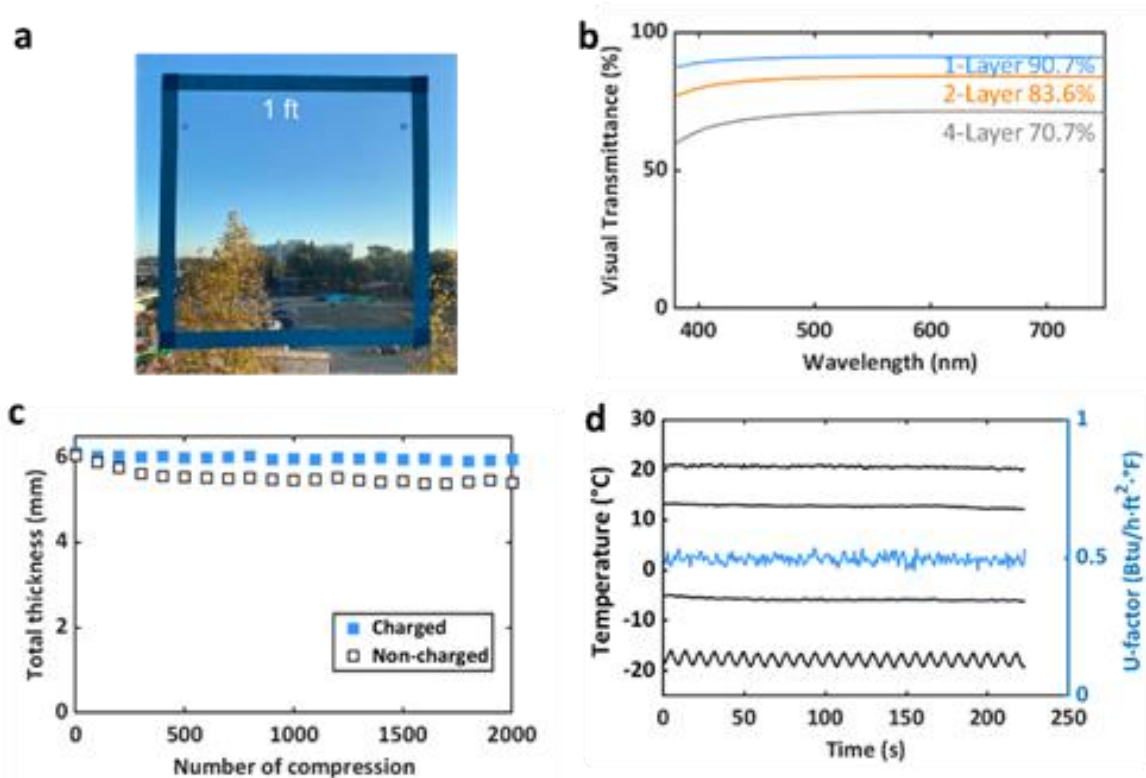 a
1 ft
b
Visual Transmittance (%)
100
50
0
1-Layer 90.7%
2-Layer 83.6%
4-Layer 70.7%
400 500 600 700
Wavelength (nm)
c
Total thickness (mm)
6
4
2
0
Charged
Non-charged
0 500 1000 1500 2000
Number of compression
d
Temperature (°C)
30
20
10
0
-10
-20
0 50 100 150 200 250
Time (s)
1
0.5
0
U-factor (Btu/h·ft²·°F)